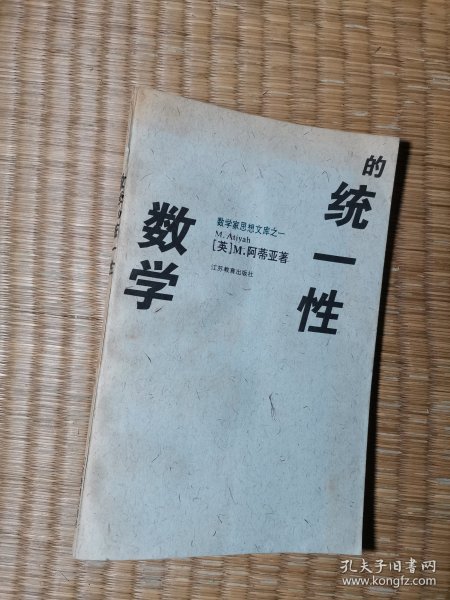 数学
的统一性
数学家思想文库之一
M. Atiyah
[英]M·阿蒂亚著
江苏教育出版社
孔夫子旧书网
www.kongfz.com